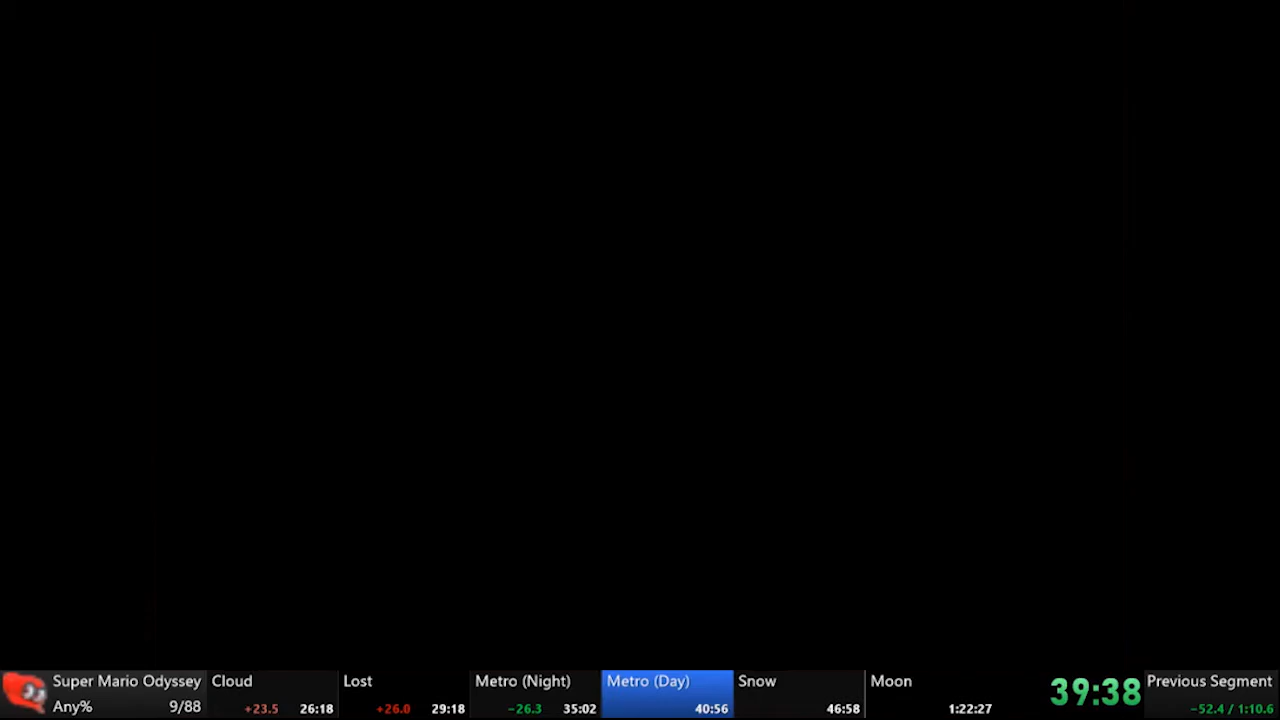 Super Mario Odyssey
Any% 9/88
Cloud
+23.5 26:18
Lost
+26.0 29:18
Metro (Night)
−26.3 35:02
Metro (Day)
40:56
Snow
46:58
Moon
1:22:27
39:38
Previous Segment
−52.4 / 1:10.6